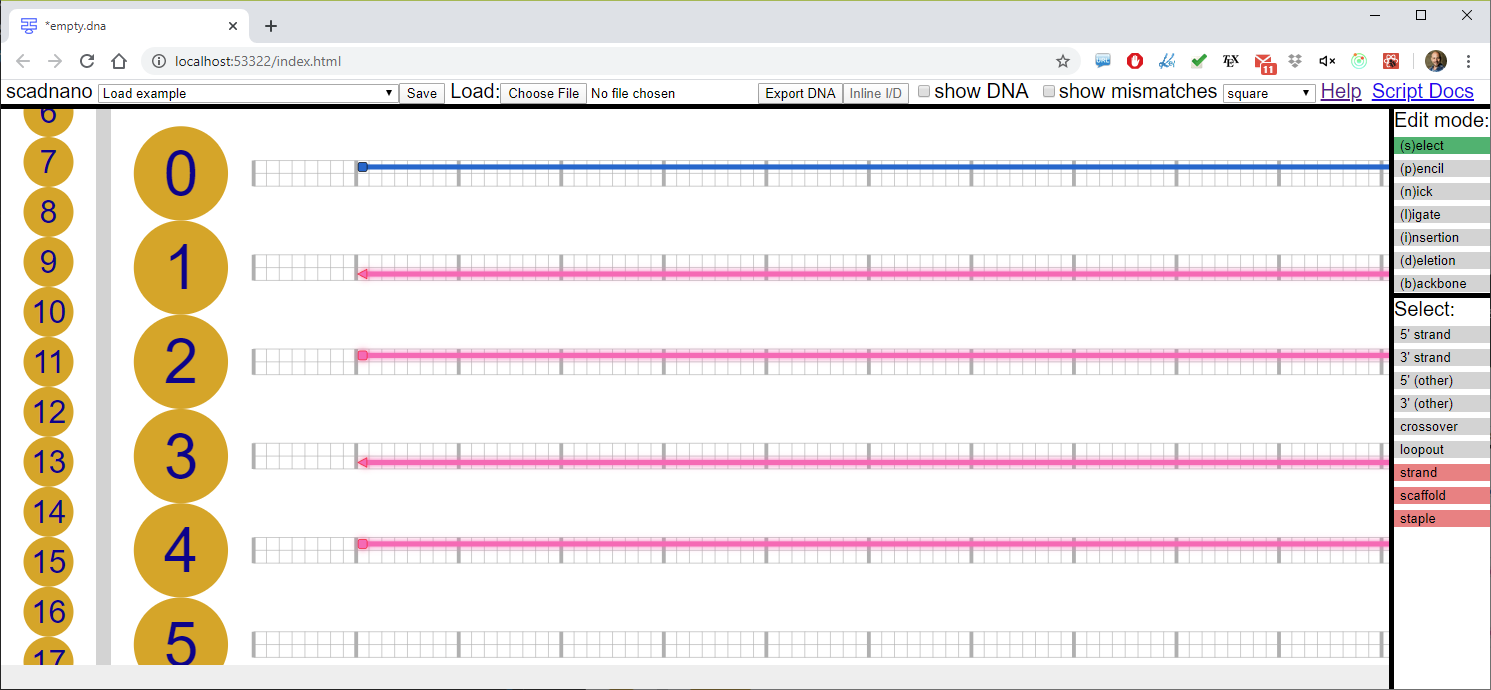 *empty.dna
localhost:53322/index.html
11
scadnano Load example Save Load: Choose File No file chosen Export DNA Inline I/D show DNA show mismatches square Help Script Docs
6
7
8
9
10
11
12
13
14
15
16
17
0
1
2
3
4
5
Edit mode:
(s)elect
(p)encil
(n)ick
(l)igate
(i)nsertion
(d)eletion
(b)ackbone
Select:
5' strand
3' strand
5' (other)
3' (other)
crossover
loopout
strand
scaffold
staple